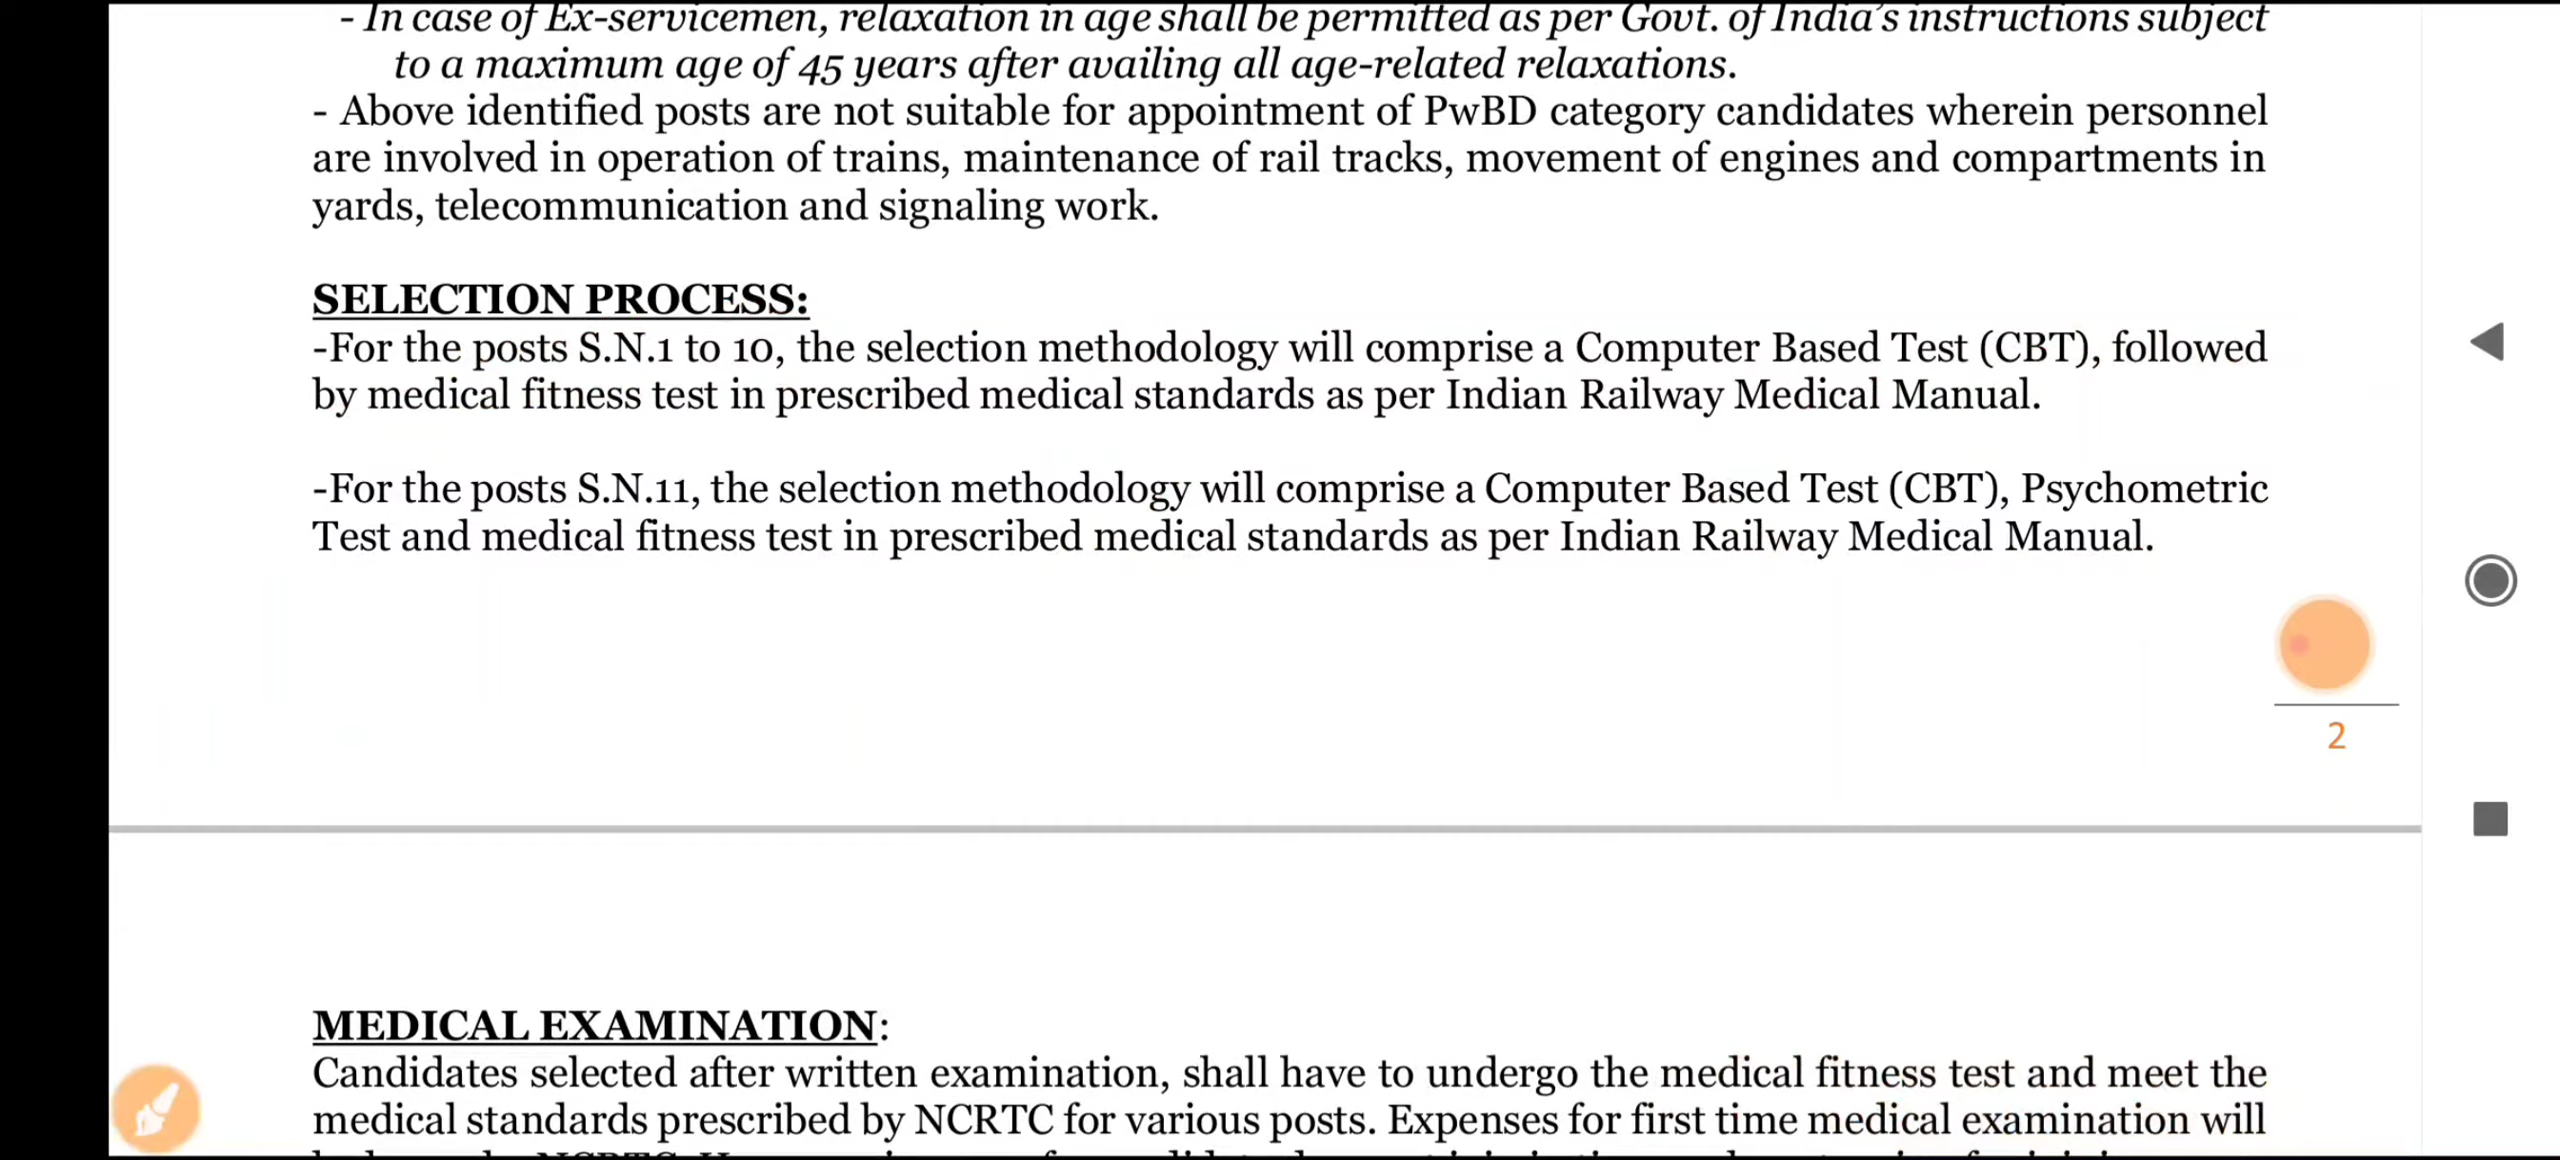 - In case of Ex-servicemen, relaxation in age shall be permitted as per Govt. of India's instructions subject
to a maximum age of 45 years after availing all age-related relaxations.
- Above identified posts are not suitable for appointment of PwBD category candidates wherein personnel
are involved in operation of trains, maintenance of rail tracks, movement of engines and compartments in
yards, telecommunication and signaling work.
SELECTION PROCESS:
-For the posts S.N.1 to 10, the selection methodology will comprise a Computer Based Test (CBT), followed
by medical fitness test in prescribed medical standards as per Indian Railway Medical Manual.
-For the posts S.N.11, the selection methodology will comprise a Computer Based Test (CBT), Psychometric
Test and medical fitness test in prescribed medical standards as per Indian Railway Medical Manual.
2
MEDICAL EXAMINATION:
Candidates selected after written examination, shall have to undergo the medical fitness test and meet the
medical standards prescribed by NCRTC for various posts. Expenses for first time medical examination will